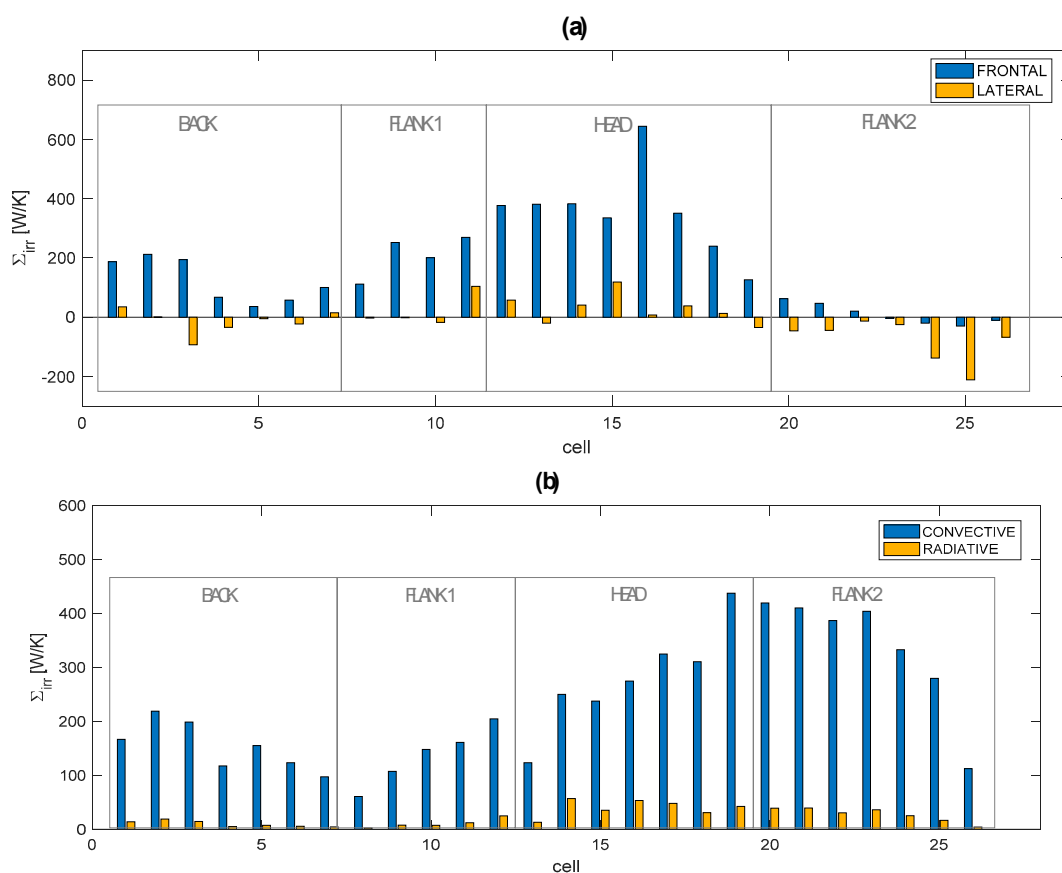 (a)
FRONTAL
LATERAL
BACK
FLANK1
HEAD
FLANK2
800
600
400
200
0
-200
Σirr [W/K]
0 5 10 15 20 25
cell
(b)
CONVECTIVE
RADIATIVE
BACK
FLANK1
HEAD
FLANK2
600
500
400
300
200
100
0
Σirr [W/K]
0 5 10 15 20 25
cell